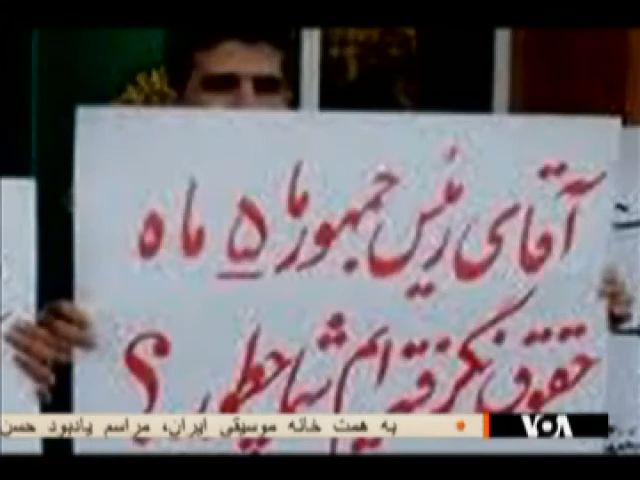 آقای رئیس جمهور ما ۵ ماه
حقوق نگرفته ایم شما چطور؟
به همت خانه موسیقی ایران، مراسم یادبود حسن
VOA